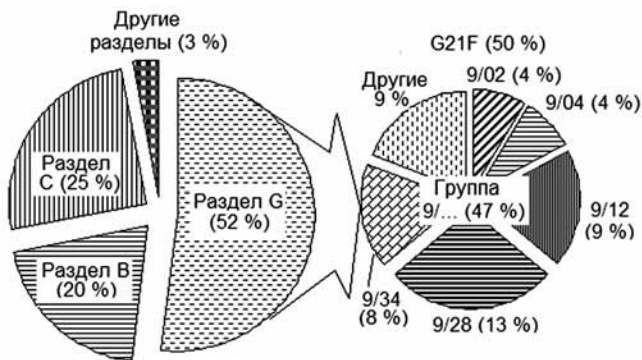 Другие
разделы (3 %)
Раздел
C (25 %)
Раздел G
(52 %)
Раздел B
(20 %)
G21F (50 %)
9/02 (4 %)
Другие
9 %
9/04 (4 %)
Группа
9/... (47 %)
9/12
(9 %)
9/34
(8 %)
9/28 (13 %)